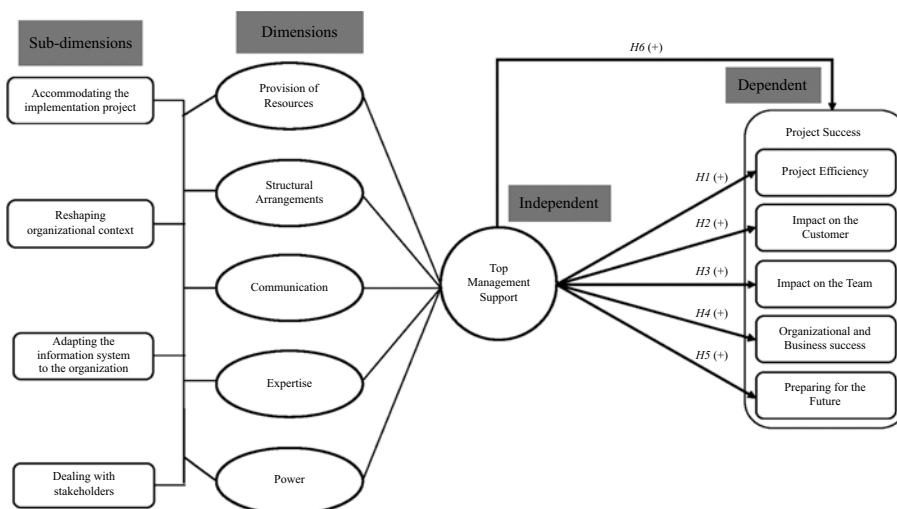 Sub-dimensions
Accommodating the
implementation project
Reshaping
organizational context
Adapting the
information system
to the organization
Dealing with
stakeholders
Dimensions
Provision of
Resources
Structural
Arrangements
Communication
Expertise
Power
Independent
Top
Management
Support
H6 (+)
H1 (+)
H2 (+)
H3 (+)
H4 (+)
H5 (+)
Dependent
Project Success
Project Efficiency
Impact on the
Customer
Impact on the Team
Organizational and
Business success
Preparing for the
Future